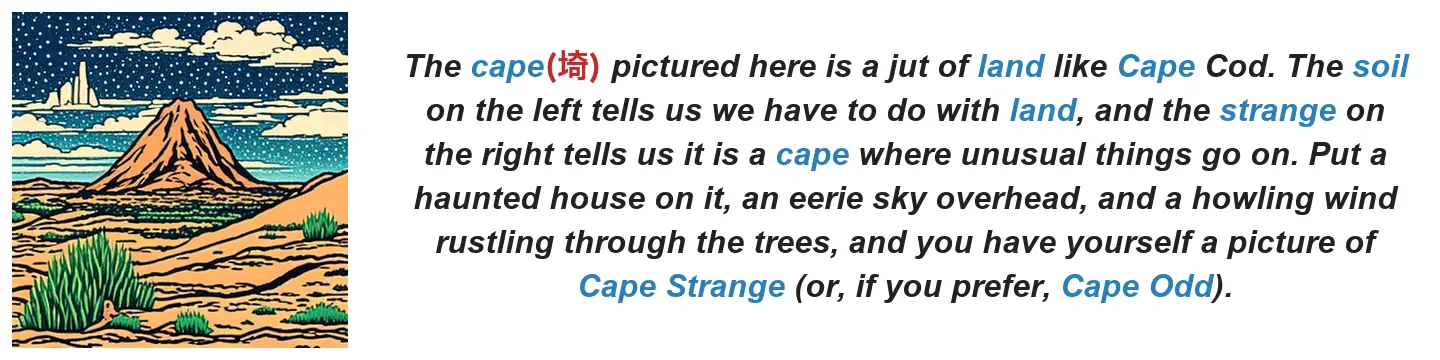 The cape(埼) pictured here is a jut of land like Cape Cod. The soil
on the left tells us we have to do with land, and the strange on
the right tells us it is a cape where unusual things go on. Put a
haunted house on it, an eerie sky overhead, and a howling wind
rustling through the trees, and you have yourself a picture of
Cape Strange (or, if you prefer, Cape Odd).